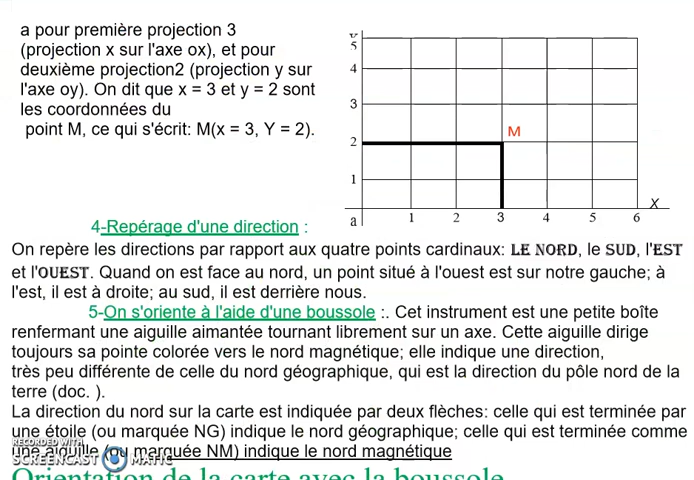 a pour première projection 3
(projection x sur l'axe ox), et pour
deuxième projection2 (projection y sur
l'axe oy). On dit que x = 3 et y = 2 sont
les coordonnées du
point M, ce qui s'écrit: M(x = 3, Y = 2).
y
5
4
3
2
1
M
X
a
1 2 3 4 5 6
4-Repérage d'une direction :
On repère les directions par rapport aux quatre points cardinaux: LE NORD, le SUD, l'EST
et l'OUEST. Quand on est face au nord, un point situé à l'ouest est sur notre gauche; à
l'est, il est à droite; au sud, il est derrière nous.
5-On s'oriente à l'aide d'une boussole :. Cet instrument est une petite boîte
renfermant une aiguille aimantée tournant librement sur un axe. Cette aiguille dirige
toujours sa pointe colorée vers le nord magnétique; elle indique une direction,
très peu différente de celle du nord géographique, qui est la direction du pôle nord de la
terre (doc. ).
La direction du nord sur la carte est indiquée par deux flèches: celle qui est terminée par
une étoile (ou marquée NG) indique le nord géographique; celle qui est terminée comme
une aiguille (ou marquée NM) indique le nord magnétique
RECORDED WITH
SCREENCAST MATIC
Orientation de la carte avec la boussole